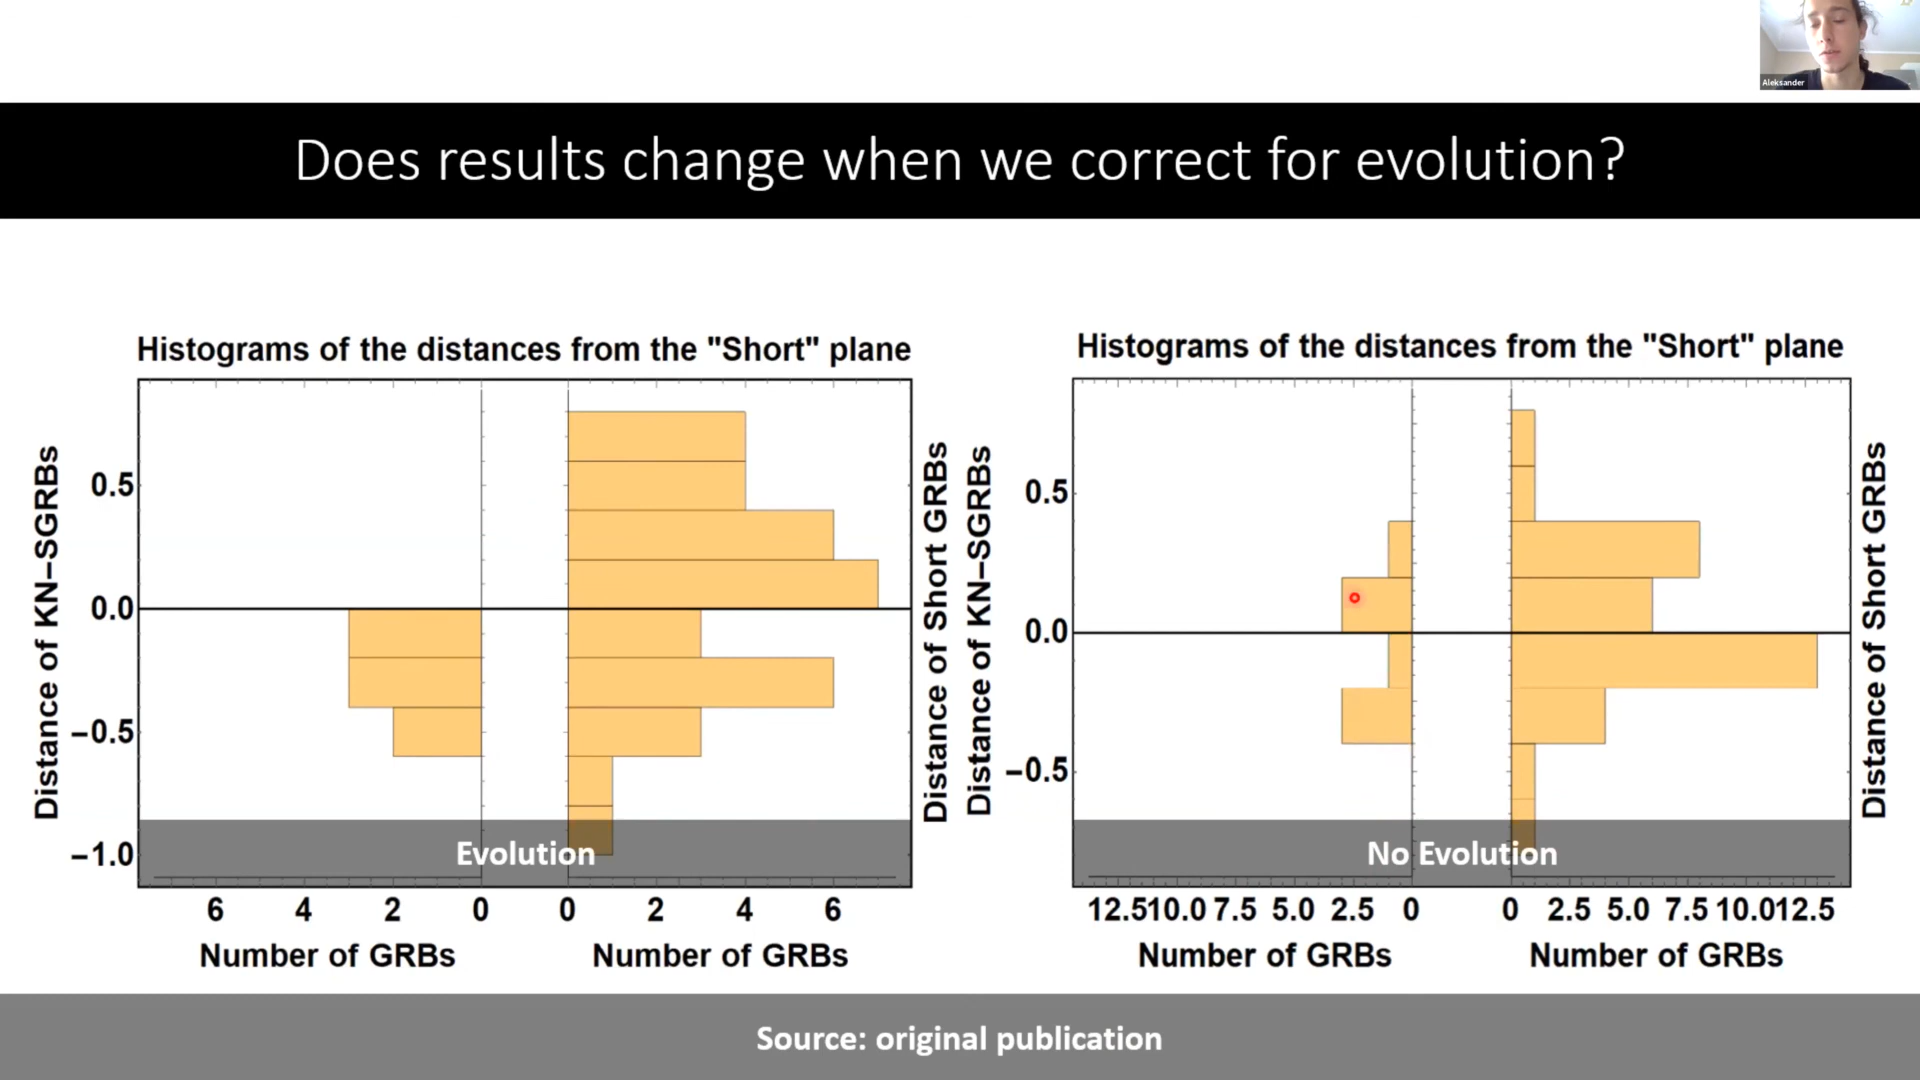 Aleksander
Does results change when we correct for evolution?
Histograms of the distances from the "Short" plane
Distance of KN−SGRBs
0.5
0.0
−0.5
−1.0
6 4 2 0 0 2 4 6
Number of GRBs Number of GRBs
Distance of Short GRBs
Evolution
Histograms of the distances from the "Short" plane
Distance of KN−SGRBs
0.5
0.0
−0.5
12.5 10.0 7.5 5.0 2.5 0 0 2.5 5.0 7.5 10.0 12.5
Number of GRBs Number of GRBs
Distance of Short GRBs
No Evolution
Source: original publication